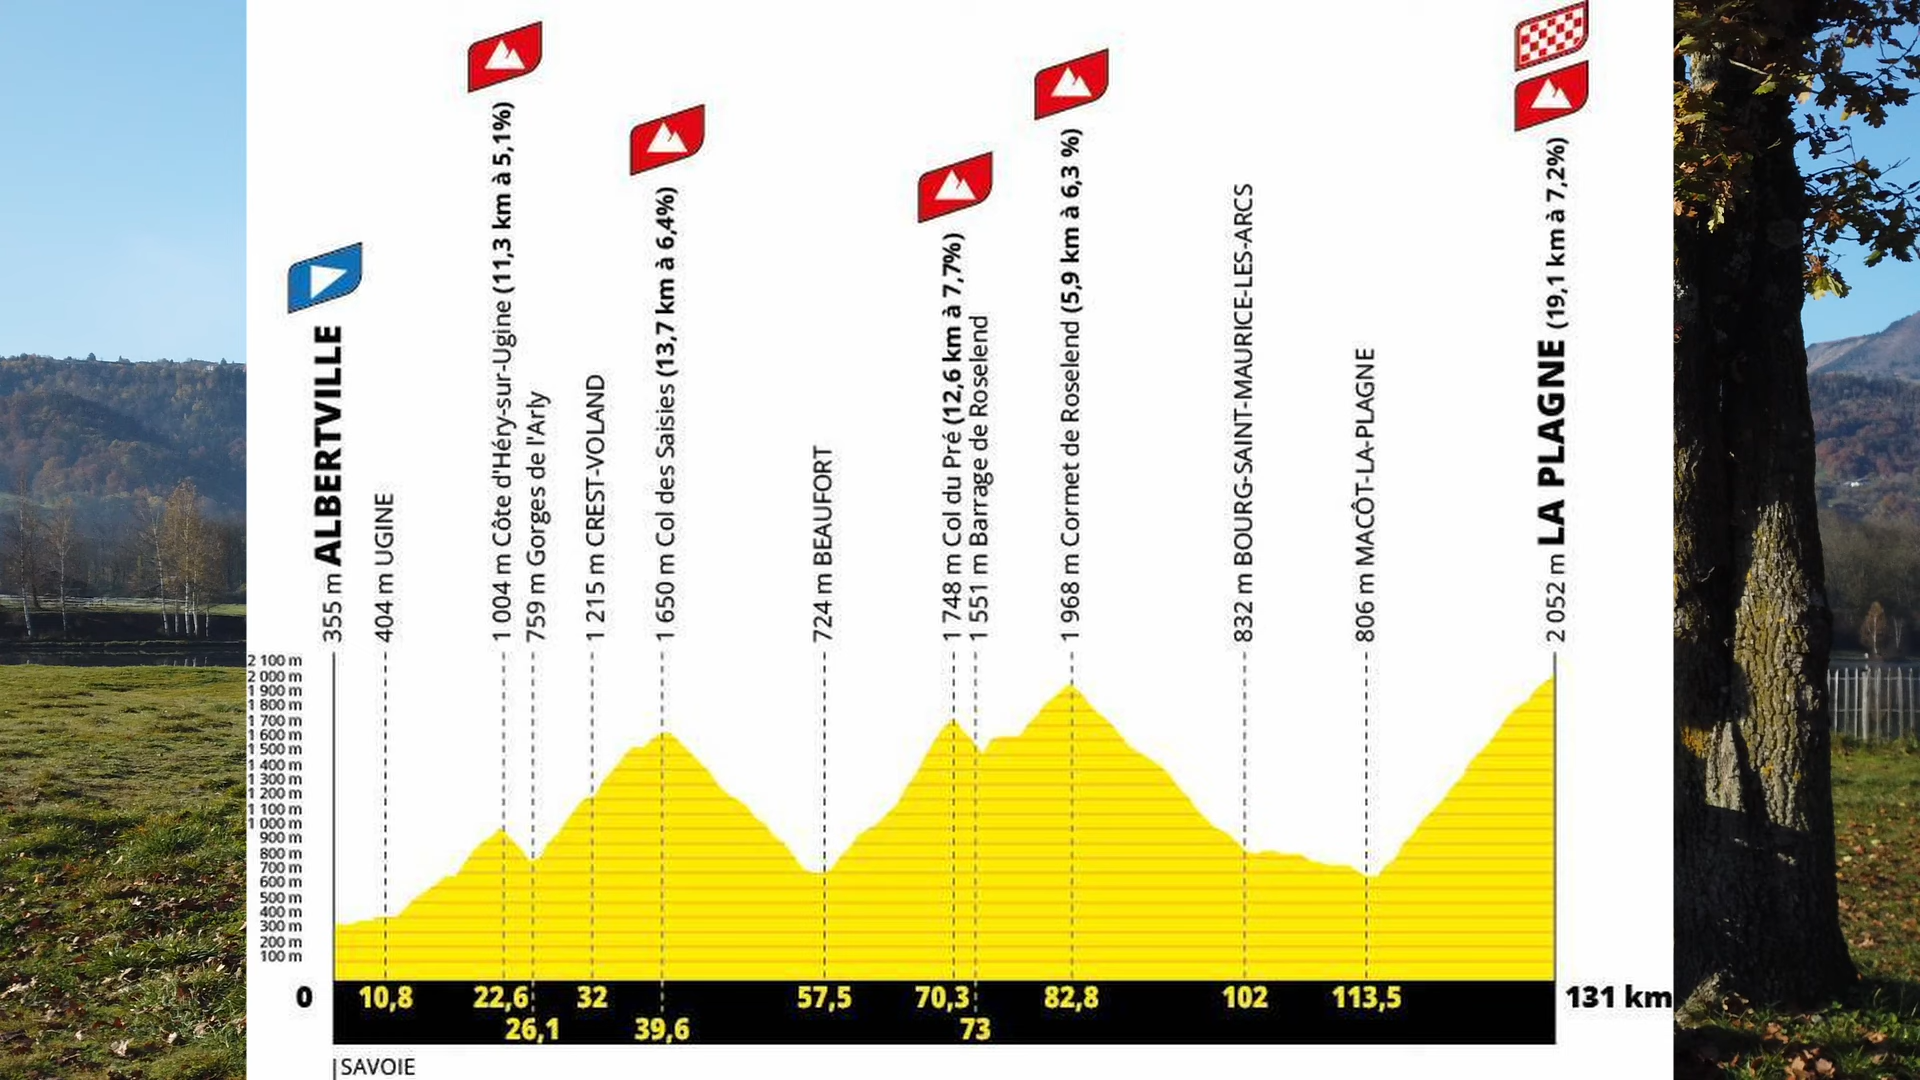 355 m ALBERTVILLE
404 m UGINE
1 004 m Côte d'Héry-sur-Ugine (11,3 km à 5,1%)
759 m Gorges de l'Arly
1 215 m CREST-VOLAND
1 650 m Col des Saisies (13,7 km à 6,4%)
724 m BEAUFORT
1 748 m Col du Pré (12,6 km à 7,7%)
1 551 m Barrage de Roselend
1 968 m Cormet de Roselend (5,9 km à 6,3 %)
832 m BOURG-SAINT-MAURICE-LES-ARCS
806 m MACÔT-LA-PLAGNE
2 052 m LA PLAGNE (19,1 km à 7,2%)
2 100 m
2 000 m
1 900 m
1 800 m
1 700 m
1 600 m
1 500 m
1 400 m
1 300 m
1 200 m
1 100 m
1 000 m
900 m
800 m
700 m
600 m
500 m
400 m
300 m
200 m
100 m
0 10,8 22,6 32 57,5 70,3 82,8 102 113,5 131 km
26,1 39,6 73
SAVOIE